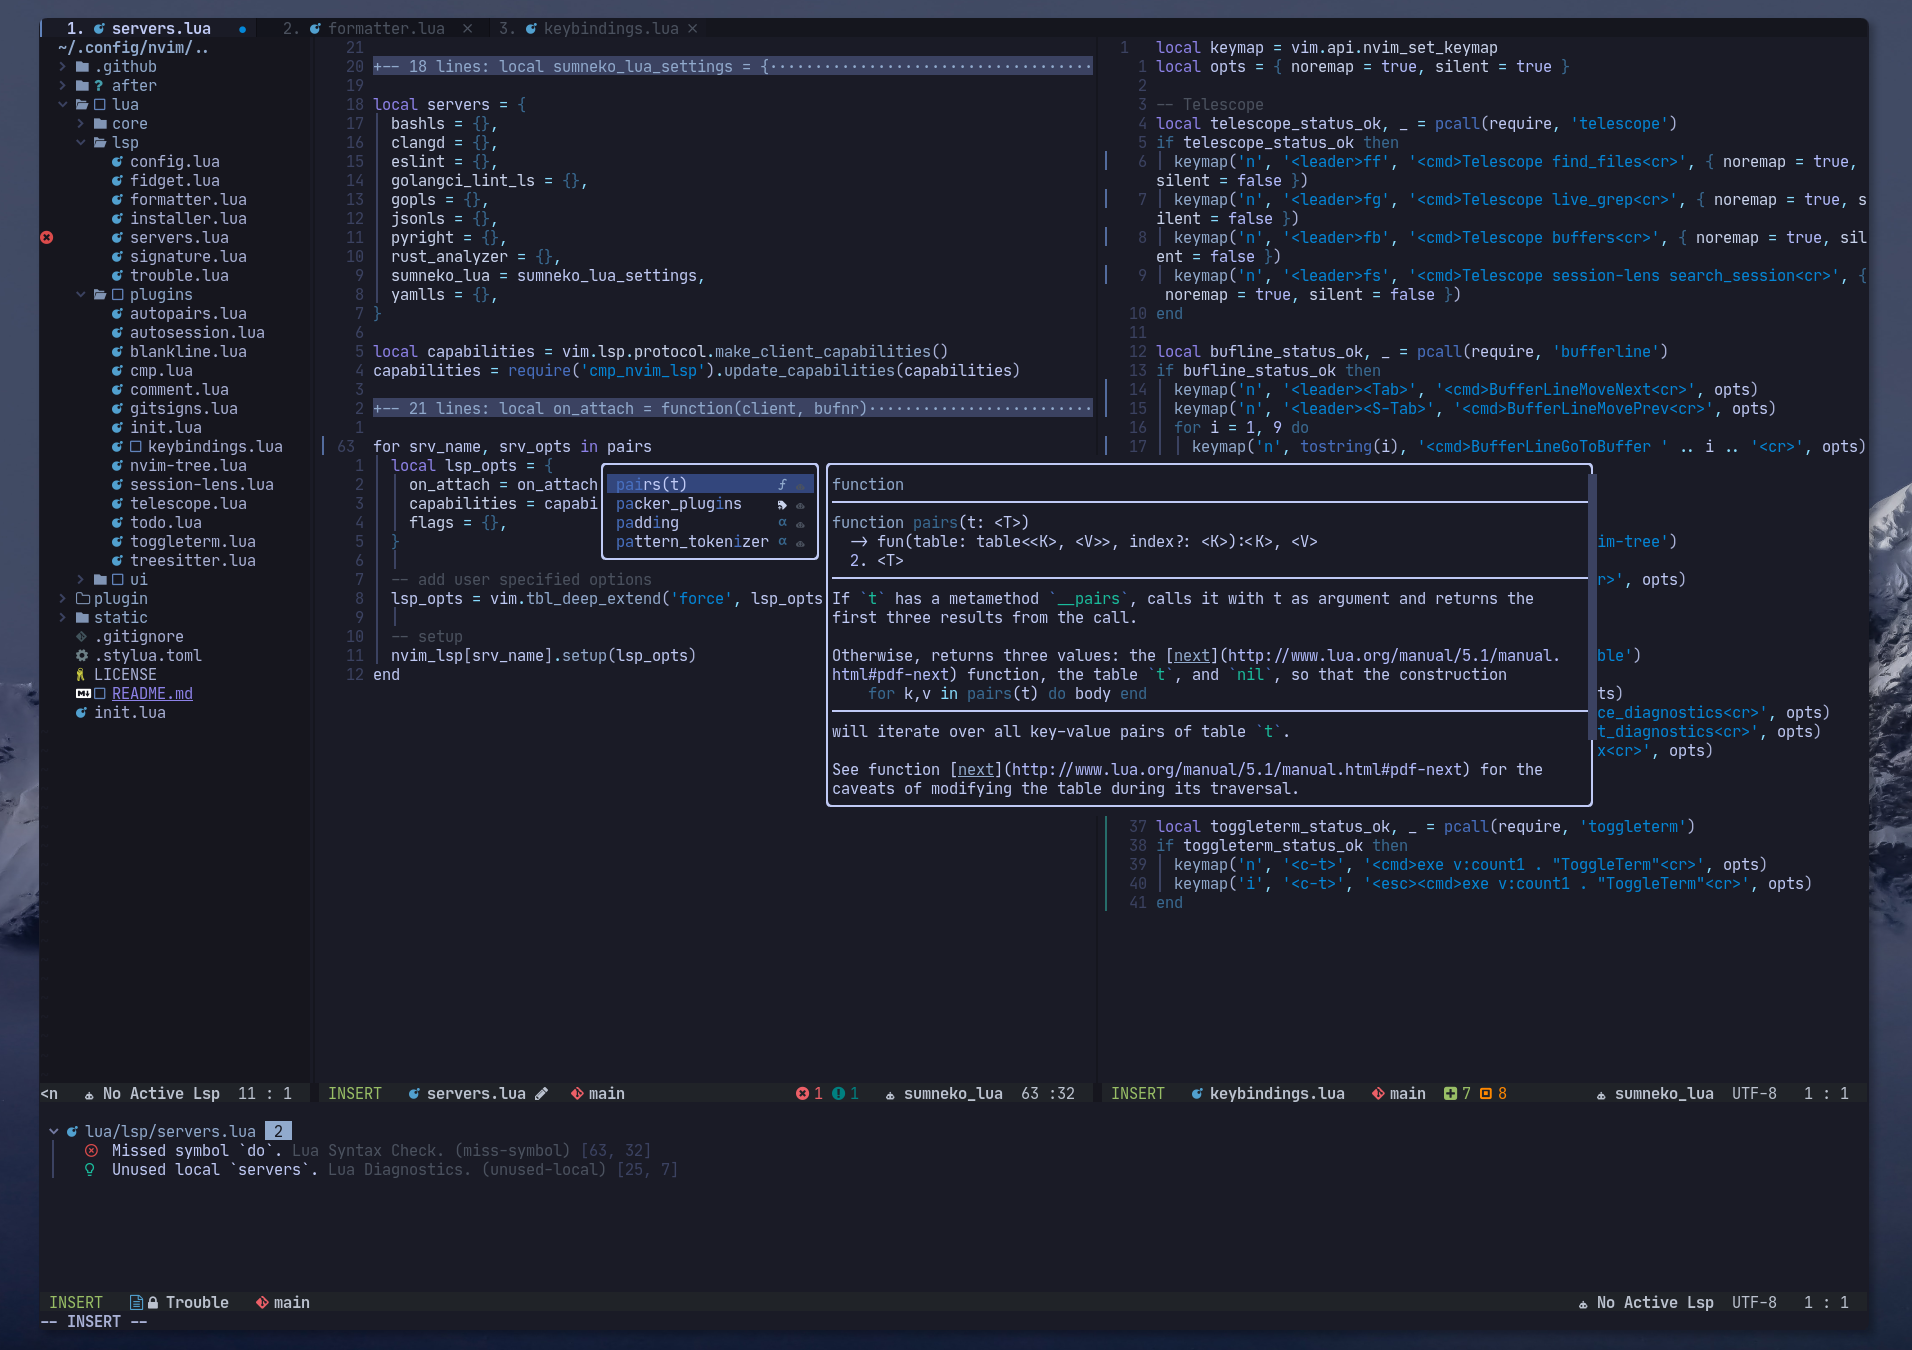 1. servers.lua ● 2. formatter.lua × 3. keybindings.lua ×
~/.config/nvim/..
.github
? after
lua
core
lsp
config.lua
fidget.lua
formatter.lua
installer.lua
servers.lua
signature.lua
trouble.lua
plugins
autopairs.lua
autosession.lua
blankline.lua
cmp.lua
comment.lua
gitsigns.lua
init.lua
keybindings.lua
nvim-tree.lua
session-lens.lua
telescope.lua
todo.lua
toggleterm.lua
treesitter.lua
ui
plugin
static
.gitignore
.stylua.toml
LICENSE
README.md
init.lua
<n No Active Lsp 11 : 1
21
20 +-- 18 lines: local sumneko_lua_settings = {····································
19
18 local servers = {
17 bashls = {},
16 clangd = {},
15 eslint = {},
14 golangci_lint_ls = {},
13 gopls = {},
12 jsonls = {},
11 pyright = {},
10 rust_analyzer = {},
9 sumneko_lua = sumneko_lua_settings,
8 yamlls = {},
7 }
6
5 local capabilities = vim.lsp.protocol.make_client_capabilities()
4 capabilities = require('cmp_nvim_lsp').update_capabilities(capabilities)
3
2 +-- 21 lines: local on_attach = function(client, bufnr)·························
1
63 for srv_name, srv_opts in pairs
1 local lsp_opts = {
2 on_attach = on_attach
3 capabilities = capabi
4 flags = {},
5 }
6
7 -- add user specified options
8 lsp_opts = vim.tbl_deep_extend('force', lsp_opts
9
10 -- setup
11 nvim_lsp[srv_name].setup(lsp_opts)
12 end
pairs(t) ƒ
packer_plugins
padding α
pattern_tokenizer α
function
function pairs(t: <T>)
-> fun(table: table<<K>, <V>>, index?: <K>):<K>, <V>
2. <T>
If `t` has a metamethod `__pairs`, calls it with t as argument and returns the
first three results from the call.
Otherwise, returns three values: the [next](http://www.lua.org/manual/5.1/manual.
html#pdf-next) function, the table `t`, and `nil`, so that the construction
for k,v in pairs(t) do body end
will iterate over all key-value pairs of table `t`.
See function [next](http://www.lua.org/manual/5.1/manual.html#pdf-next) for the
caveats of modifying the table during its traversal.
INSERT servers.lua main 1 1 sumneko_lua 63 :32
1 local keymap = vim.api.nvim_set_keymap
1 local opts = { noremap = true, silent = true }
2
3 -- Telescope
4 local telescope_status_ok, _ = pcall(require, 'telescope')
5 if telescope_status_ok then
6 keymap('n', '<leader>ff', '<cmd>Telescope find_files<cr>', { noremap = true,
silent = false })
7 keymap('n', '<leader>fg', '<cmd>Telescope live_grep<cr>', { noremap = true, s
ilent = false })
8 keymap('n', '<leader>fb', '<cmd>Telescope buffers<cr>', { noremap = true, sil
ent = false })
9 keymap('n', '<leader>fs', '<cmd>Telescope session-lens search_session<cr>', {
noremap = true, silent = false })
10 end
11
12 local bufline_status_ok, _ = pcall(require, 'bufferline')
13 if bufline_status_ok then
14 keymap('n', '<leader><Tab>', '<cmd>BufferLineMoveNext<cr>', opts)
15 keymap('n', '<leader><S-Tab>', '<cmd>BufferLineMovePrev<cr>', opts)
16 for i = 1, 9 do
17 keymap('n', tostring(i), '<cmd>BufferLineGoToBuffer ' .. i .. '<cr>', opts)
im-tree')
r>', opts)
ble')
ts)
ce_diagnostics<cr>', opts)
t_diagnostics<cr>', opts)
x<cr>', opts)
37 local toggleterm_status_ok, _ = pcall(require, 'toggleterm')
38 if toggleterm_status_ok then
39 keymap('n', '<c-t>', '<cmd>exe v:count1 . "ToggleTerm"<cr>', opts)
40 keymap('i', '<c-t>', '<esc><cmd>exe v:count1 . "ToggleTerm"<cr>', opts)
41 end
INSERT keybindings.lua main 7 8 sumneko_lua UTF-8 1 : 1
lua/lsp/servers.lua 2
Missed symbol `do`. Lua Syntax Check. (miss-symbol) [63, 32]
Unused local `servers`. Lua Diagnostics. (unused-local) [25, 7]
INSERT Trouble main No Active Lsp UTF-8 1 : 1
-- INSERT --